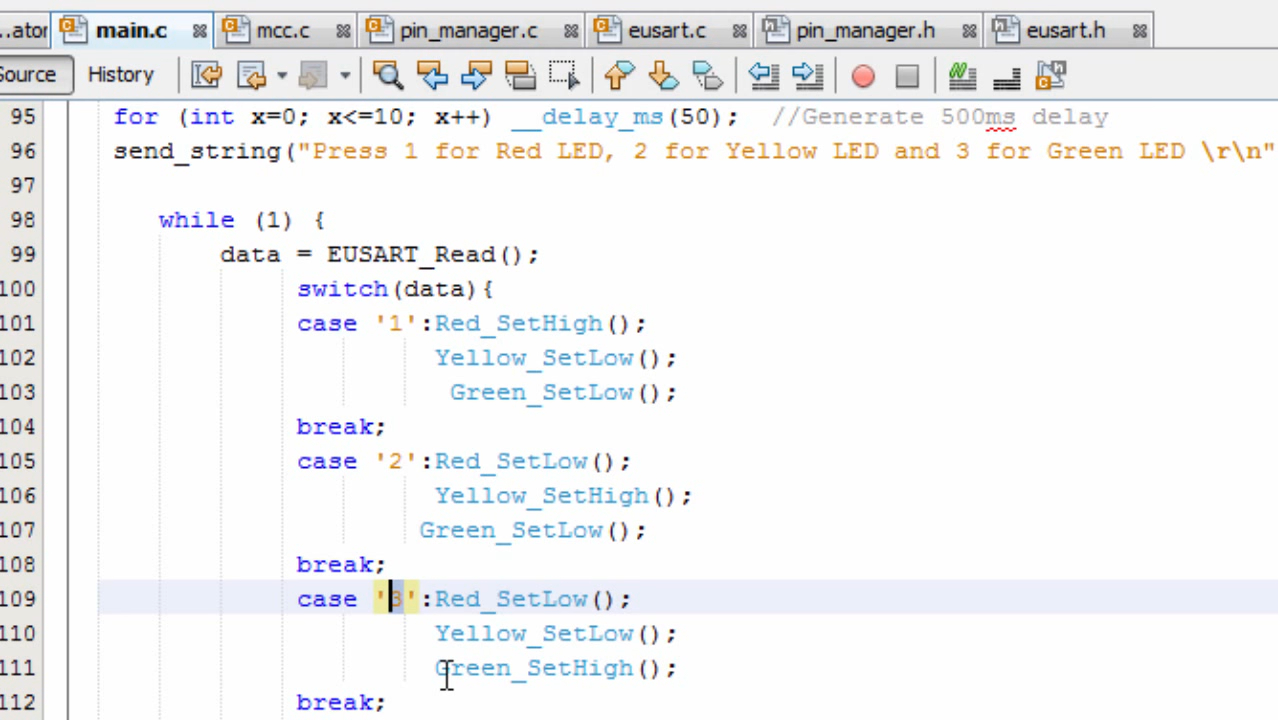 ..ator main.c mcc.c pin_manager.c eusart.c pin_manager.h eusart.h
Source History
95 for (int x=0; x<=10; x++) __delay_ms(50); //Generate 500ms delay
96 send_string("Press 1 for Red LED, 2 for Yellow LED and 3 for Green LED \r\n"
97
98 while (1) {
99 data = EUSART_Read();
100 switch(data){
101 case '1':Red_SetHigh();
102 Yellow_SetLow();
103 Green_SetLow();
104 break;
105 case '2':Red_SetLow();
106 Yellow_SetHigh();
107 Green_SetLow();
108 break;
109 case '3':Red_SetLow();
110 Yellow_SetLow();
111 Green_SetHigh();
112 break;